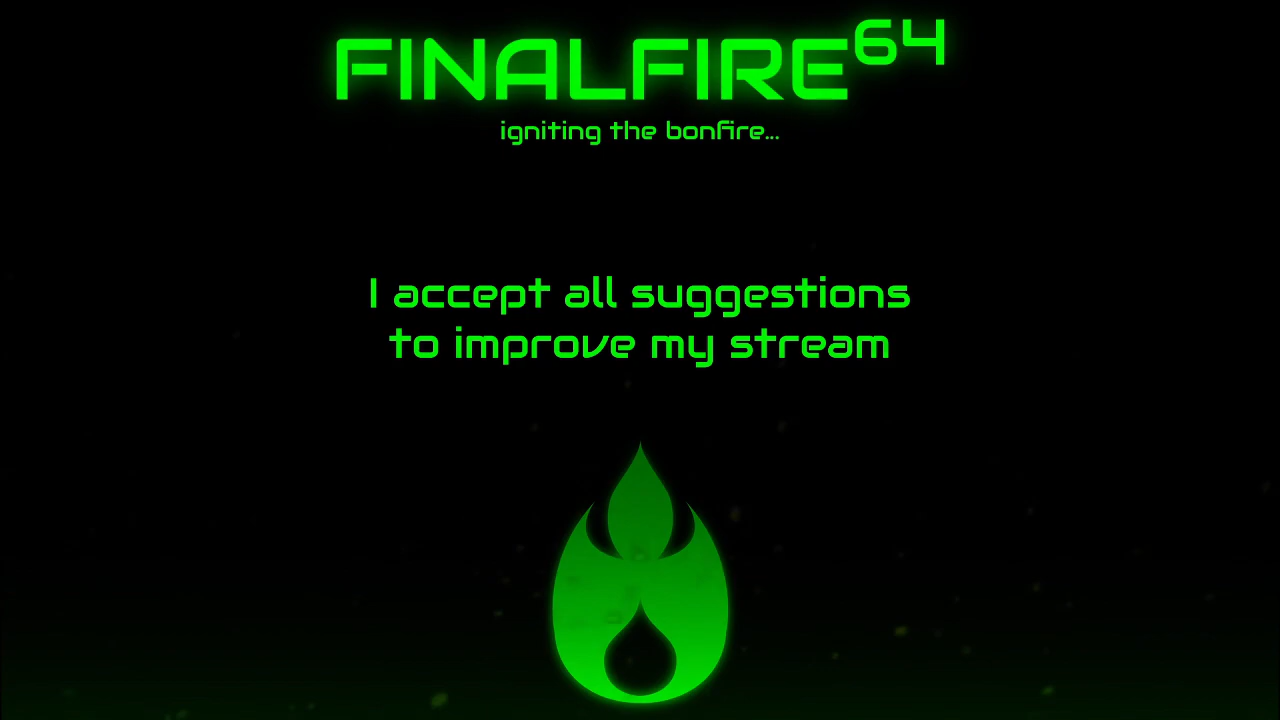 FINALFIRE64
igniting the bonfire...
I accept all suggestions
to improve my stream